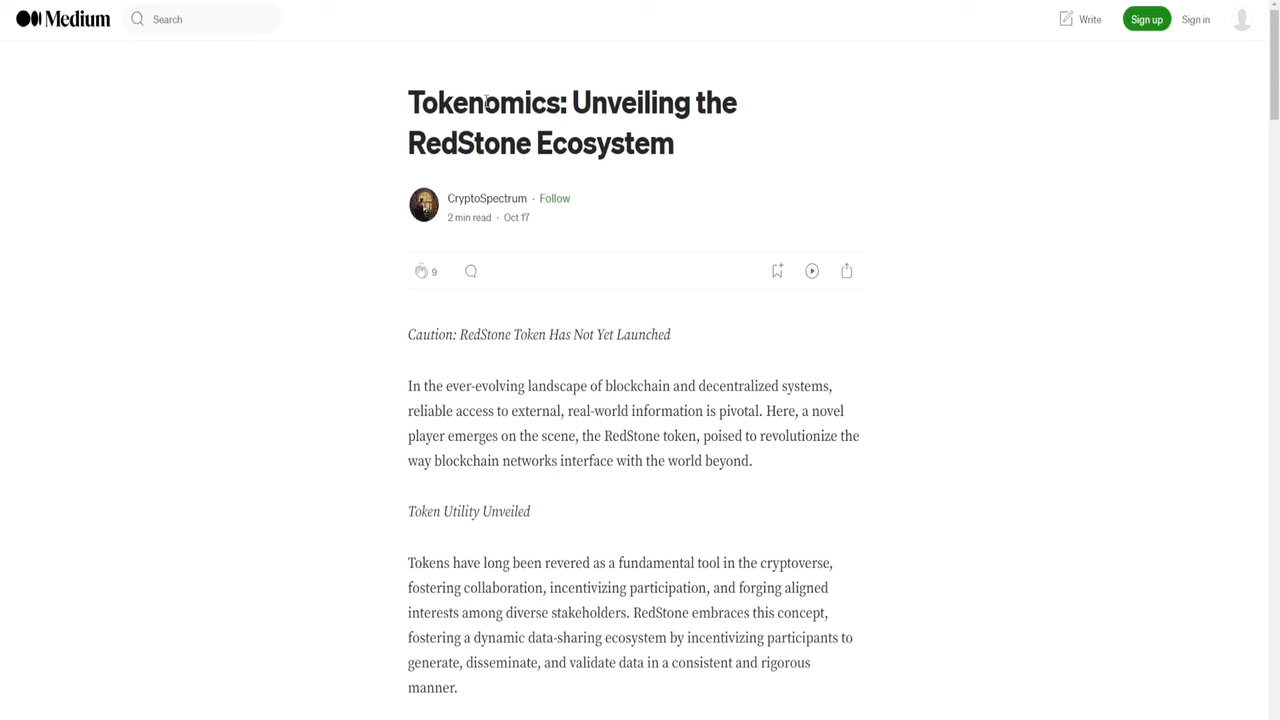 Medium
Search
Write
Sign up
Sign in
Tokenomics: Unveiling the
RedStone Ecosystem
CryptoSpectrum · Follow
2 min read · Oct 17
9
Caution: RedStone Token Has Not Yet Launched
In the ever-evolving landscape of blockchain and decentralized systems,
reliable access to external, real-world information is pivotal. Here, a novel
player emerges on the scene, the RedStone token, poised to revolutionize the
way blockchain networks interface with the world beyond.
Token Utility Unveiled
Tokens have long been revered as a fundamental tool in the cryptoverse,
fostering collaboration, incentivizing participation, and forging aligned
interests among diverse stakeholders. RedStone embraces this concept,
fostering a dynamic data-sharing ecosystem by incentivizing participants to
generate, disseminate, and validate data in a consistent and rigorous
manner.